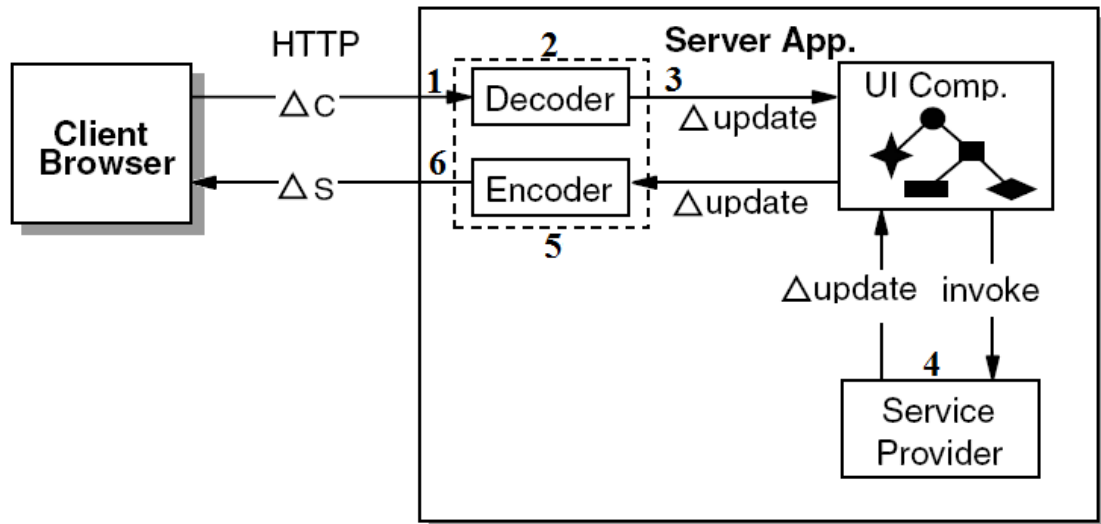 HTTP
2
Server App.
1
Decoder
3
UI Comp.
△C
△update
Client
Browser
6
Encoder
△S
△update
5
△update
invoke
4
Service
Provider